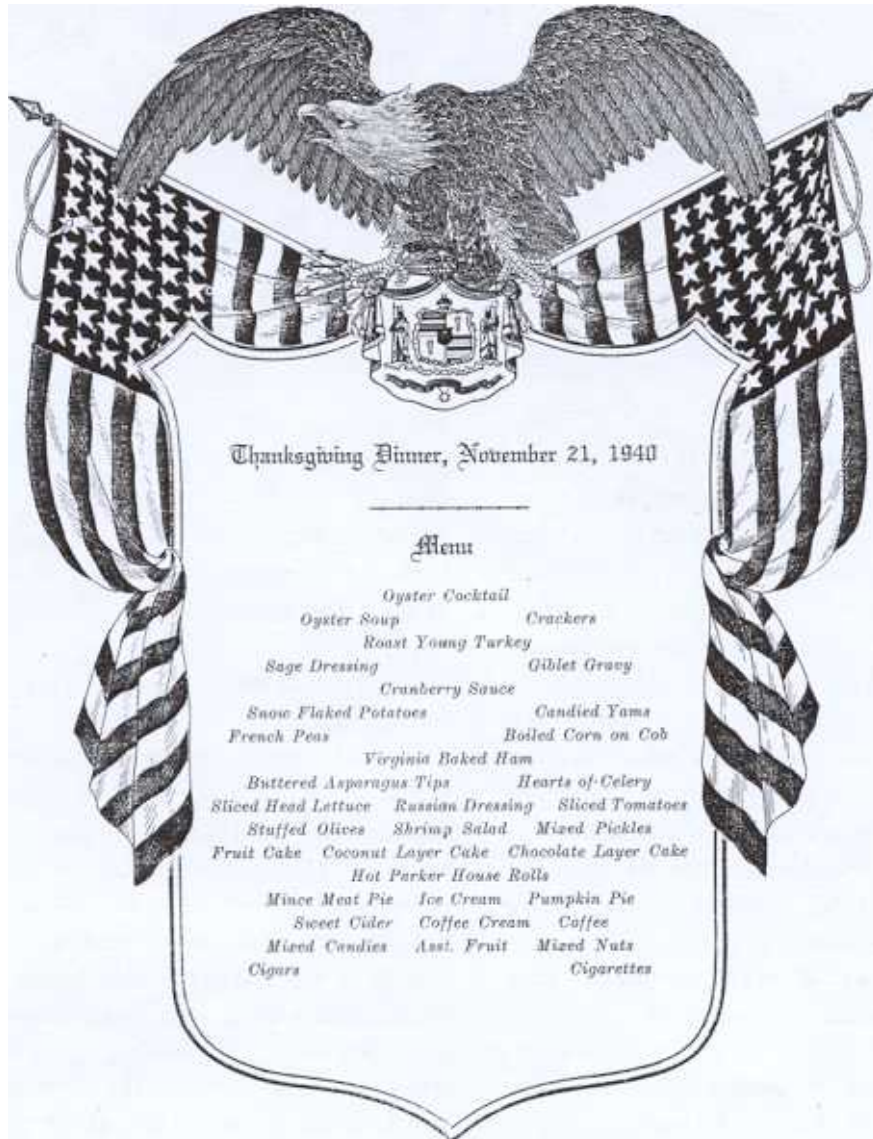 Thanksgiving Dinner, November 21, 1940
Menu
Oyster Cocktail
Oyster Soup Crackers
Roast Young Turkey
Sage Dressing Giblet Gravy
Cranberry Sauce
Snow Flaked Potatoes Candied Yams
French Peas Boiled Corn on Cob
Virginia Baked Ham
Buttered Asparagus Tips Hearts of Celery
Sliced Head Lettuce Russian Dressing Sliced Tomatoes
Stuffed Olives Shrimp Salad Mixed Pickles
Fruit Cake Coconut Layer Cake Chocolate Layer Cake
Hot Parker House Rolls
Mince Meat Pie Ice Cream Pumpkin Pie
Sweet Cider Coffee Cream Coffee
Mixed Candies Asst. Fruit Mixed Nuts
Cigars Cigarettes